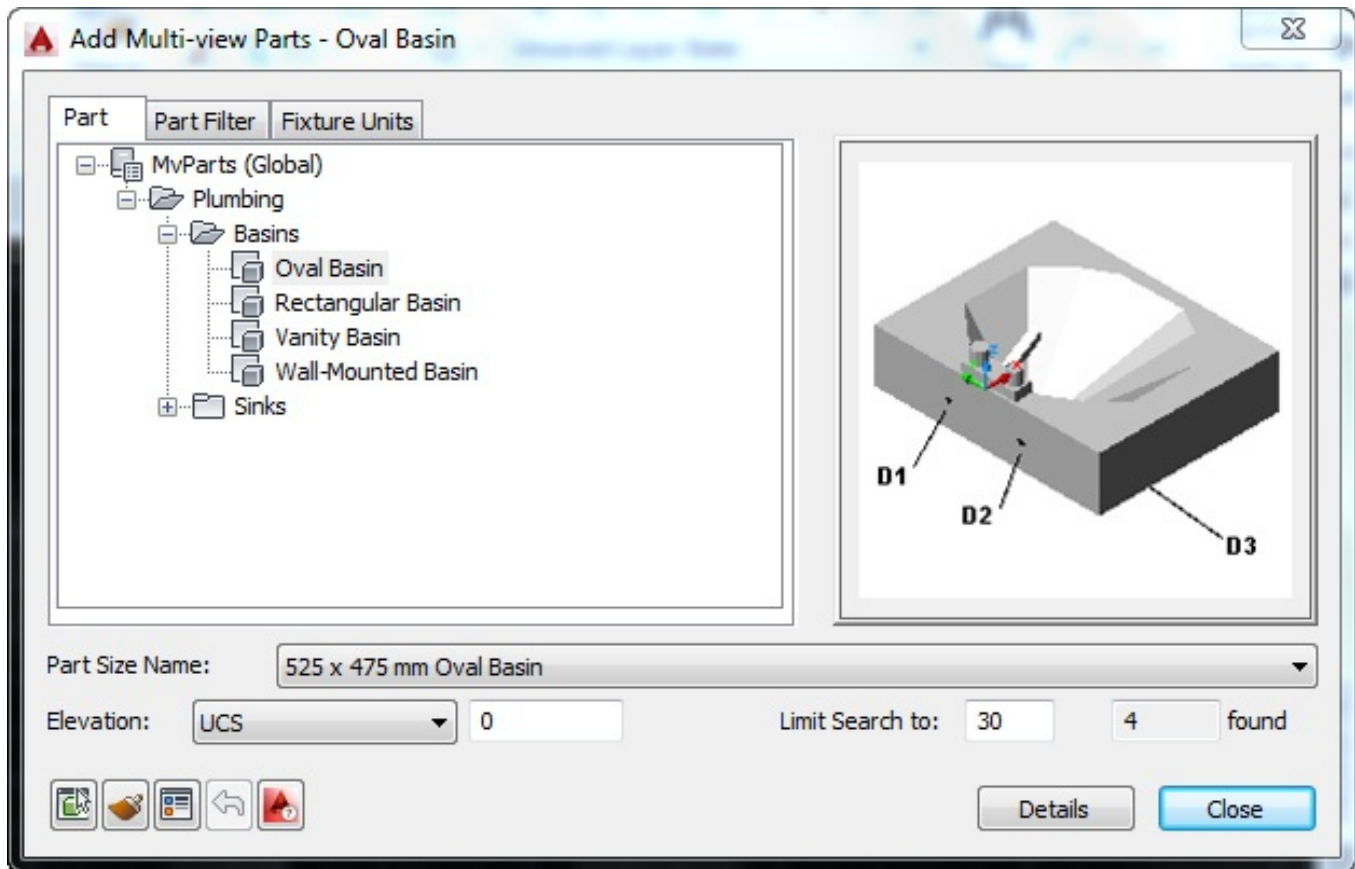 Add Multi-view Parts - Oval Basin
Part Part Filter Fixture Units
MvParts (Global)
Plumbing
Basins
Oval Basin
Rectangular Basin
Vanity Basin
Wall-Mounted Basin
Sinks
D1
D2
D3
Part Size Name: 525 x 475 mm Oval Basin
Elevation: UCS 0 Limit Search to: 30 4 found
Details Close